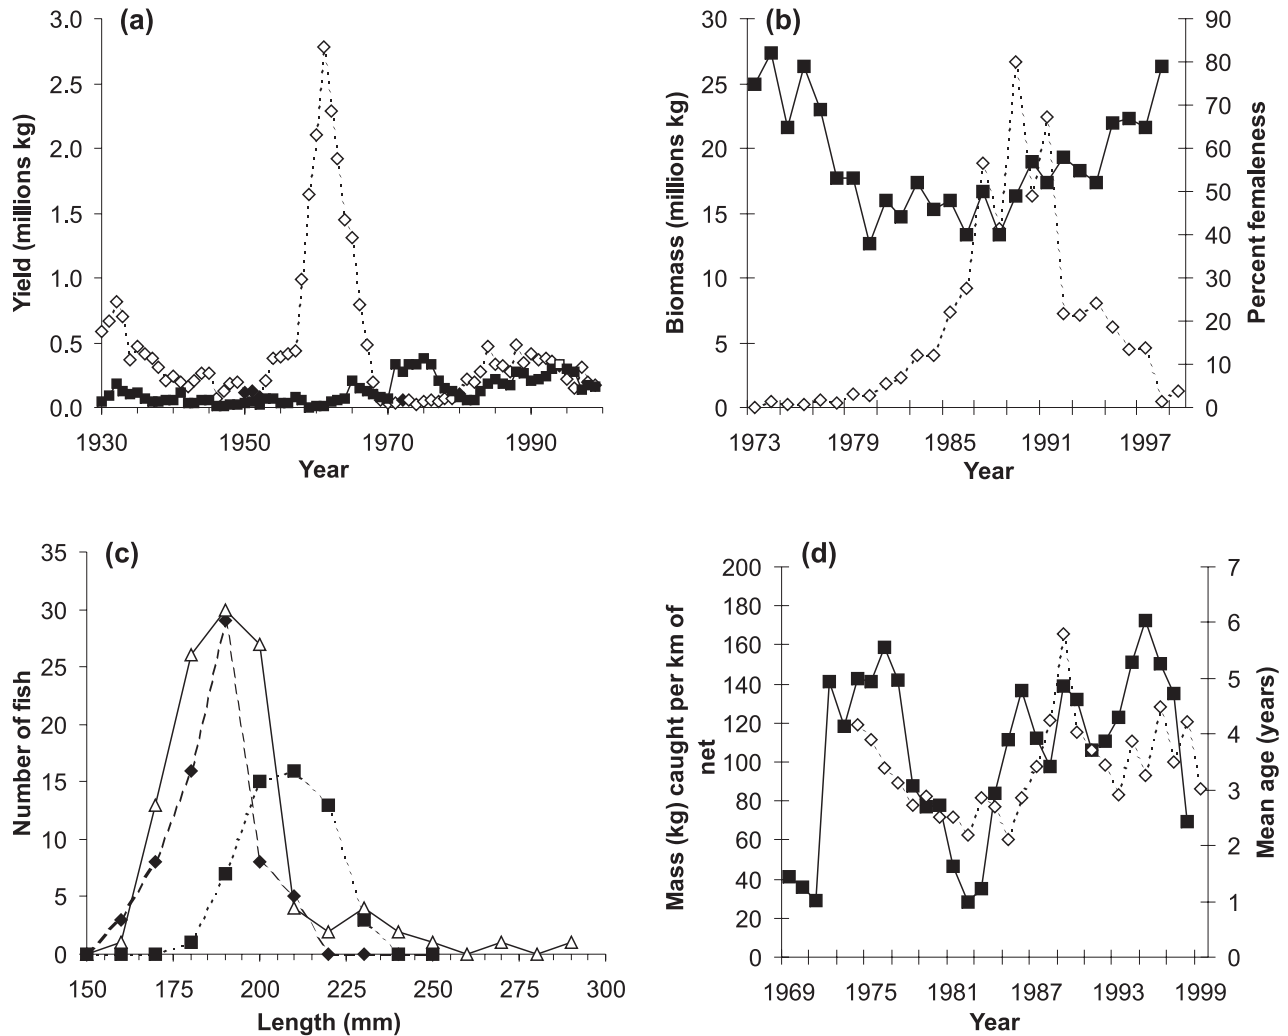 (a)
Yield (millions kg)
3.0
2.5
2.0
1.5
1.0
0.5
0.0
1930 1950 1970 1990
Year
(b)
Biomass (millions kg)
30
25
20
15
10
5
0
90
80
70
60
50
40
30
20
10
0
Percent femaleness
1973 1979 1985 1991 1997
Year
(c)
Number of fish
35
30
25
20
15
10
5
0
150 175 200 225 250 275 300
Length (mm)
(d)
Mass (kg) caught per km of
net
200
180
160
140
120
100
80
60
40
20
0
7
6
5
4
3
2
1
0
Mean age (years)
1969 1975 1981 1987 1993 1999
Year